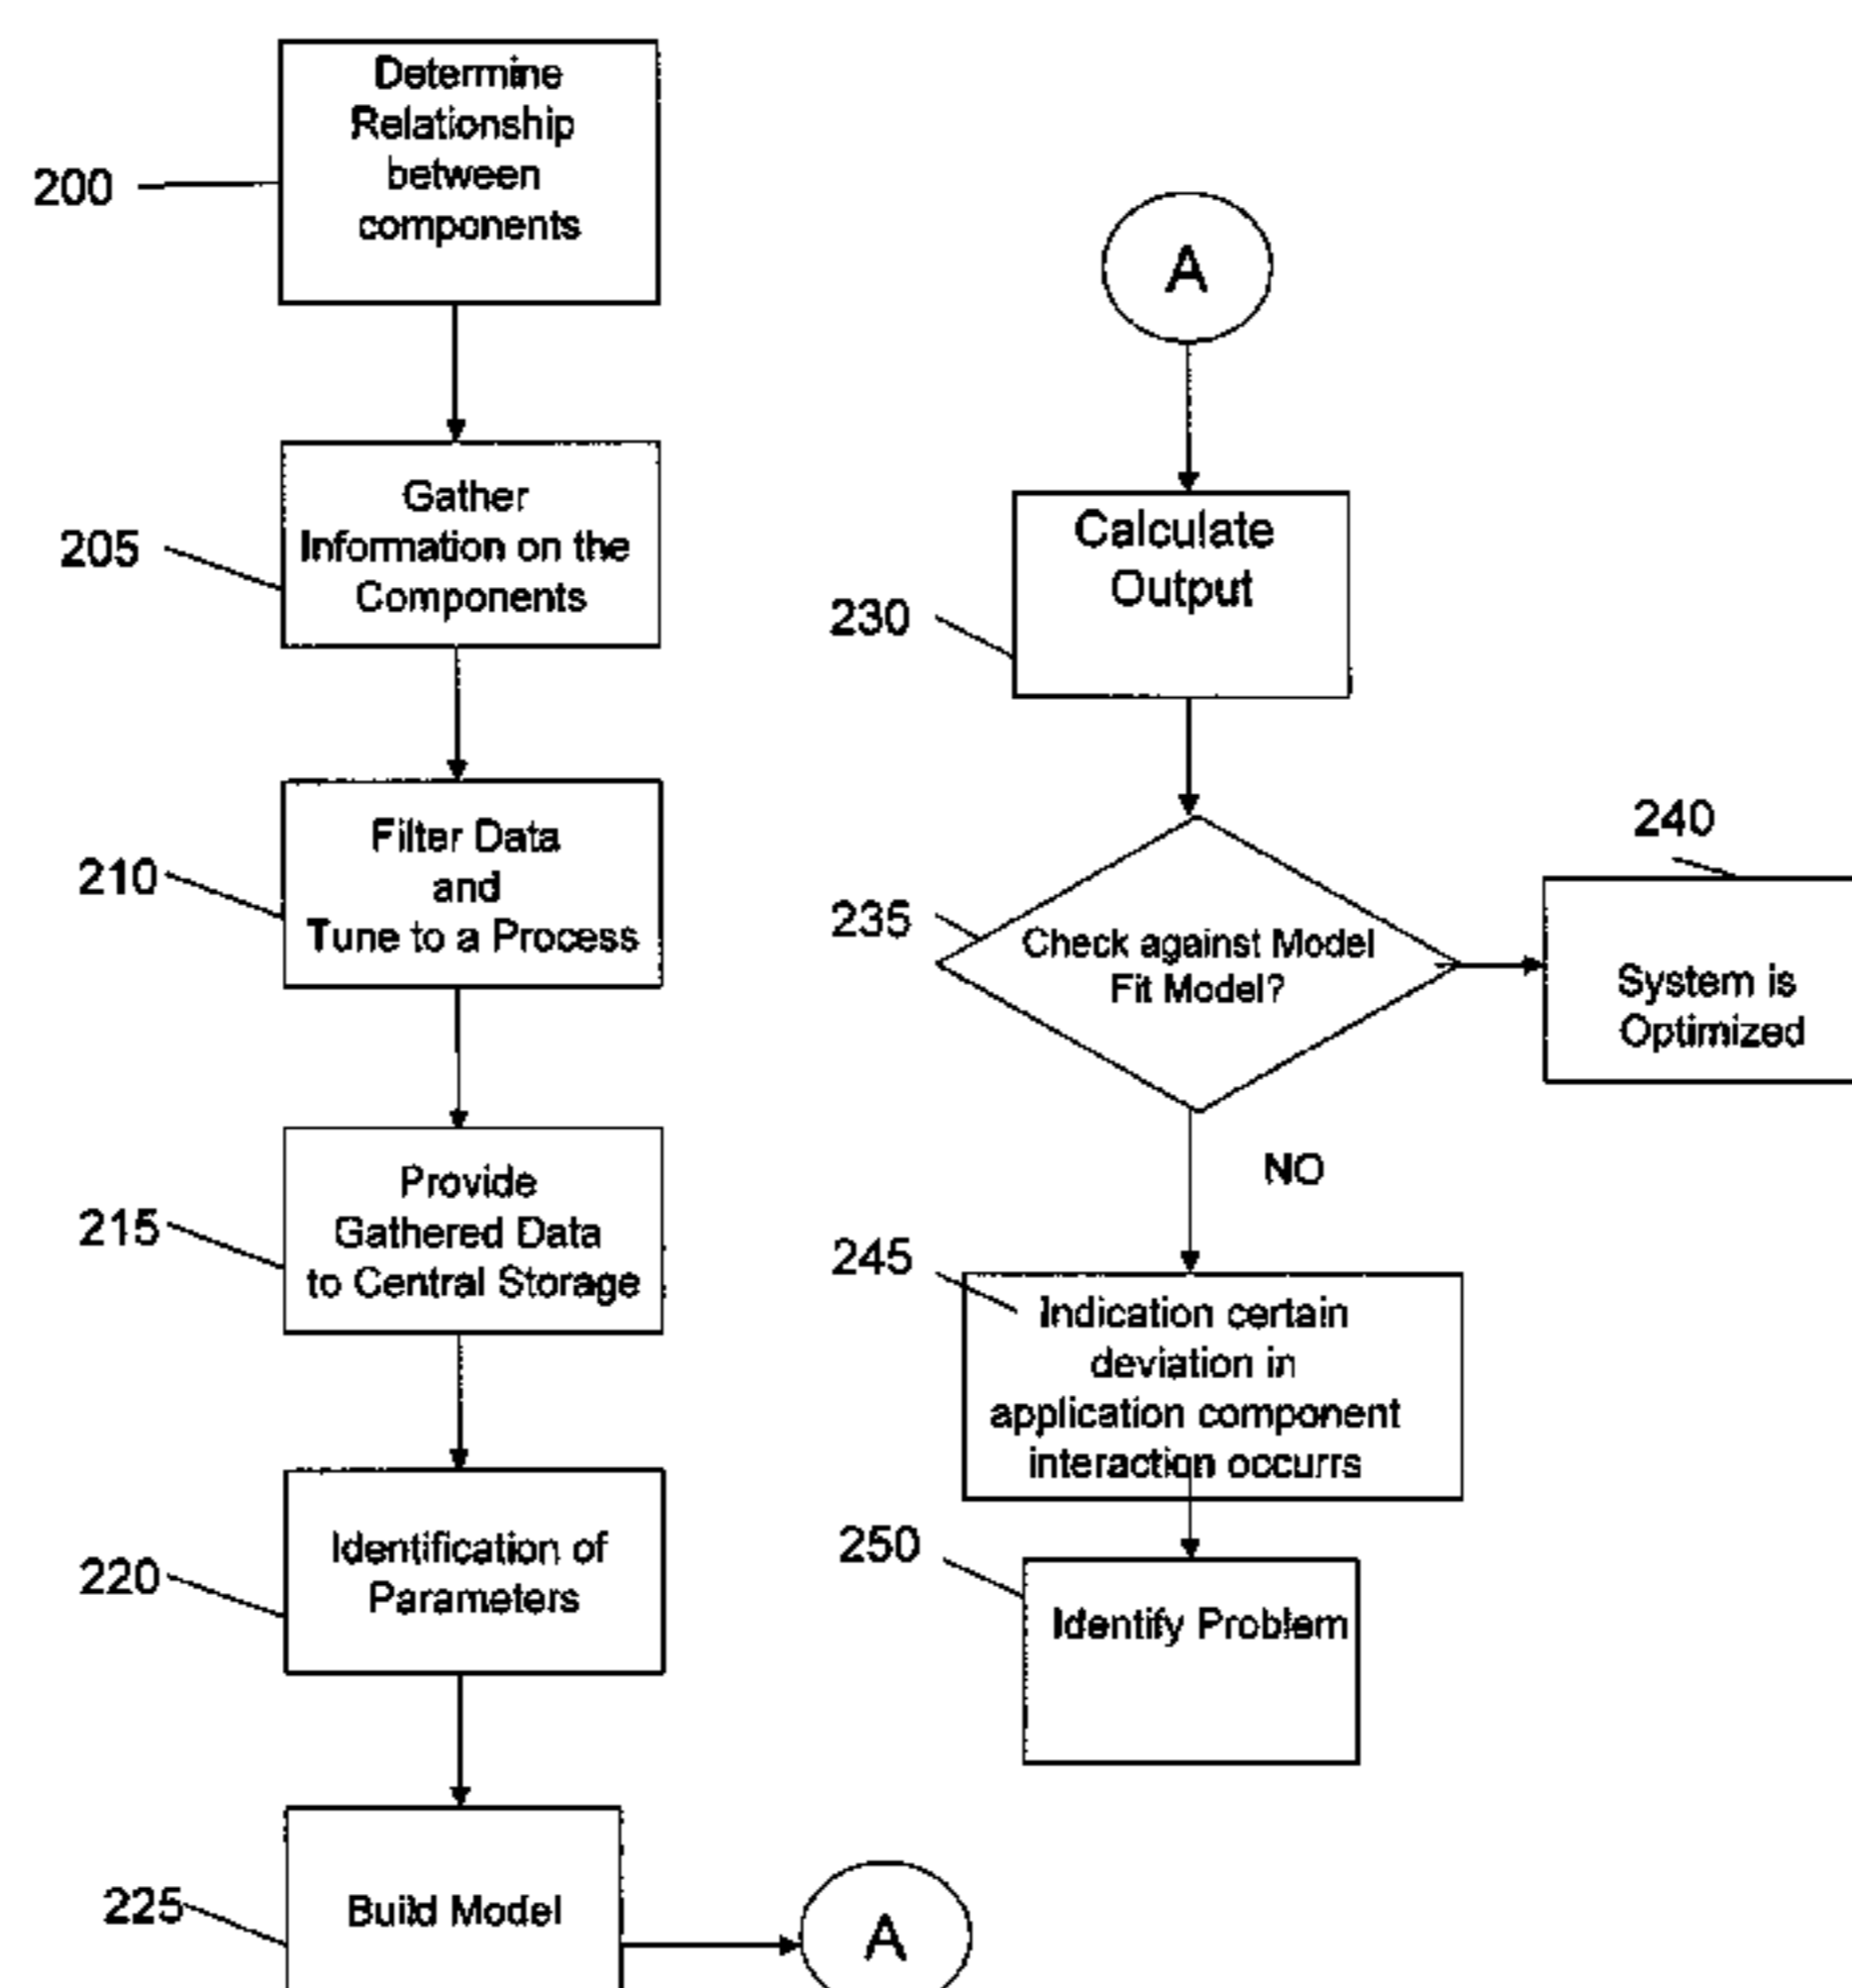 Determine
Relationship
between
components
200
Gather
Information on the
Components
205
Filter Data
and
Tune to a Process
210
Provide
Gathered Data
to Central Storage
215
Identification of
Parameters
220
Build Model
225
A
A
Calculate
Output
230
Check against Model
Fit Model?
235
240
System is
Optimized
NO
245
Indication certain
deviation in
application component
interaction occurrs
250
Identify Problem